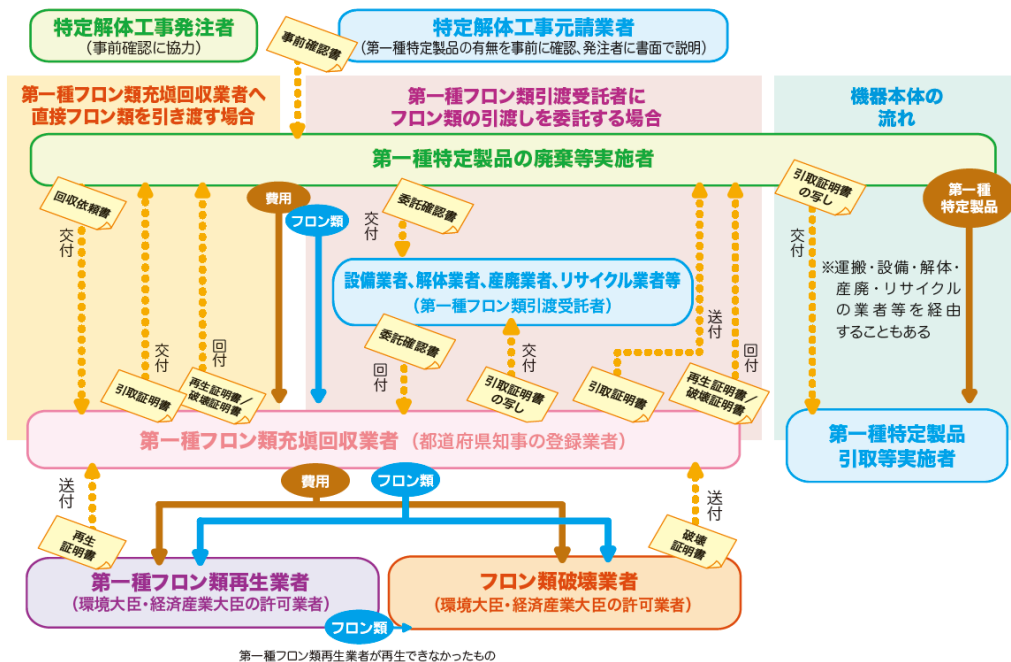 特定解体工事発注者
（事前確認に協力）
事前確認書
特定解体工事元請業者
（第一種特定製品の有無を事前に確認、発注者に書面で説明）
第一種フロン類充塡回収業者へ
直接フロン類を引き渡す場合
第一種フロン類引渡受託者に
フロン類の引渡しを委託する場合
機器本体の
流れ
第一種特定製品の廃棄等実施者
回収依頼書
交付
引取証明書
交付
再生証明書／
破壊証明書
回付
費用
フロン類
委託確認書
交付
設備業者、解体業者、産廃業者、リサイクル業者等
（第一種フロン類引渡受託者）
委託確認書
回付
引取証明書
の写し
交付
引取証明書
送付
再生証明書／
破壊証明書
回付
引取証明書
の写し
交付
第一種
特定製品
※運搬・設備・解体・
産廃・リサイクル
の業者等を経由
することもある
第一種フロン類充塡回収業者（都道府県知事の登録業者）
第一種特定製品
引取等実施者
費用
フロン類
送付
再生
証明書
送付
破壊
証明書
第一種フロン類再生業者
（環境大臣・経済産業大臣の許可業者）
フロン類破壊業者
（環境大臣・経済産業大臣の許可業者）
フロン類
第一種フロン類再生業者が再生できなかったもの